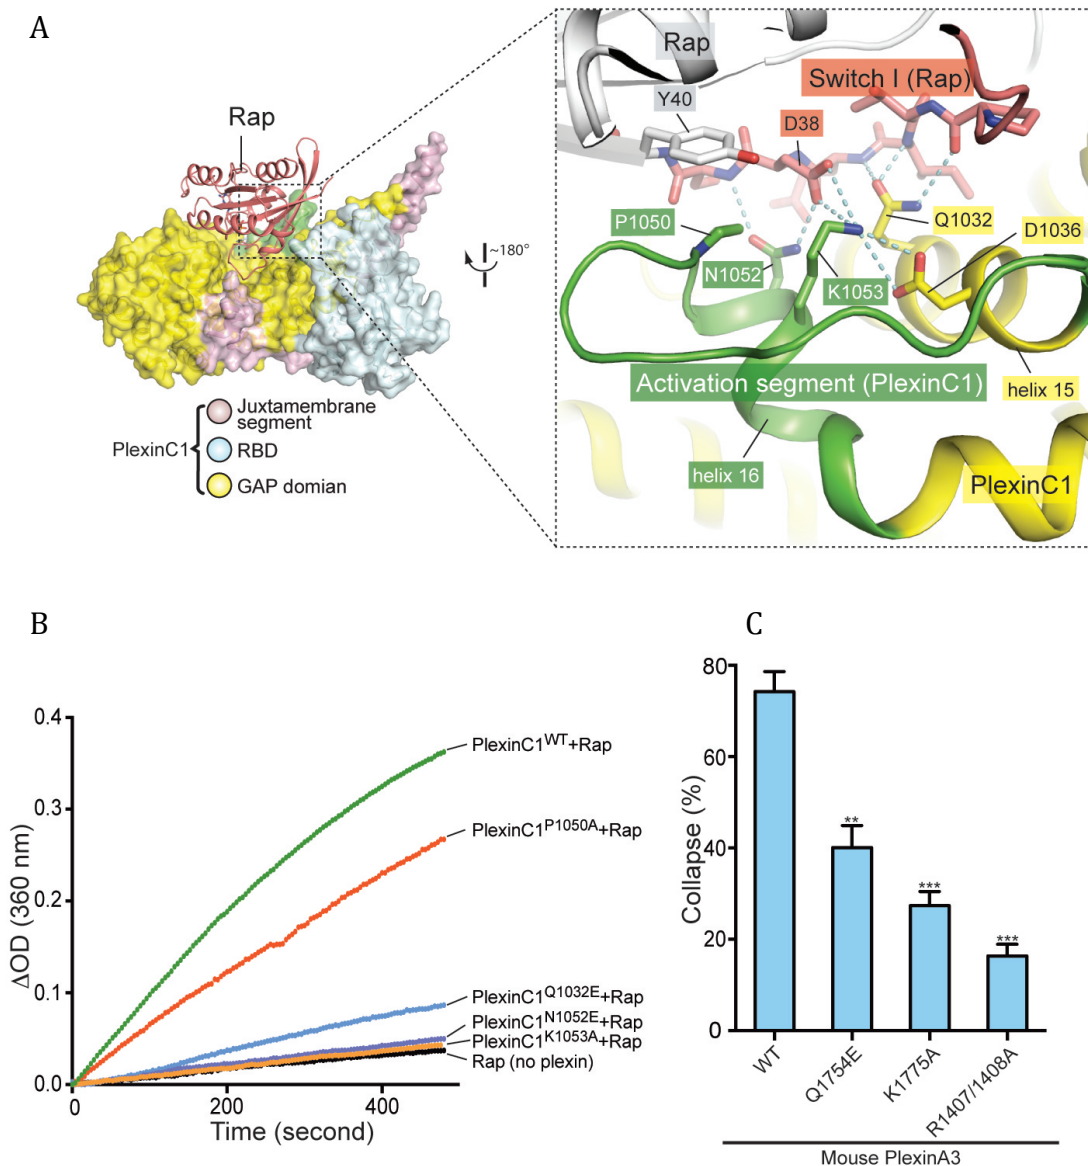 A
Rap
~180°
PlexinC1
Juxtamembrane
segment
RBD
GAP domian
Rap
Switch I (Rap)
Y40
D38
P1050
Q1032
D1036
N1052
K1053
Activation segment (PlexinC1)
helix 15
helix 16
PlexinC1
B
ΔOD (360 nm)
0.4
0.3
0.2
0.1
0.0
0
200
400
Time (second)
PlexinC1WT+Rap
PlexinC1P1050A+Rap
PlexinC1Q1032E+Rap
PlexinC1N1052E+Rap
PlexinC1K1053A+Rap
Rap (no plexin)
C
Collapse (%)
80
60
40
20
0
**
***
***
WT
Q1754E
K1775A
R1407/1408A
Mouse PlexinA3